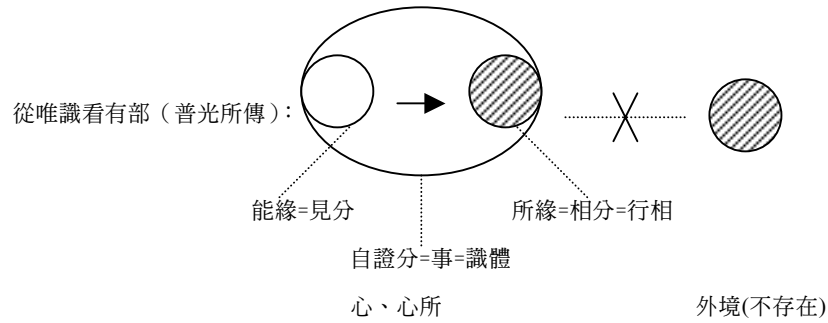 從唯識看有部（普光所傳）：
能緣=見分
所緣=相分=行相
自證分=事=識體
心、心所
外境(不存在)